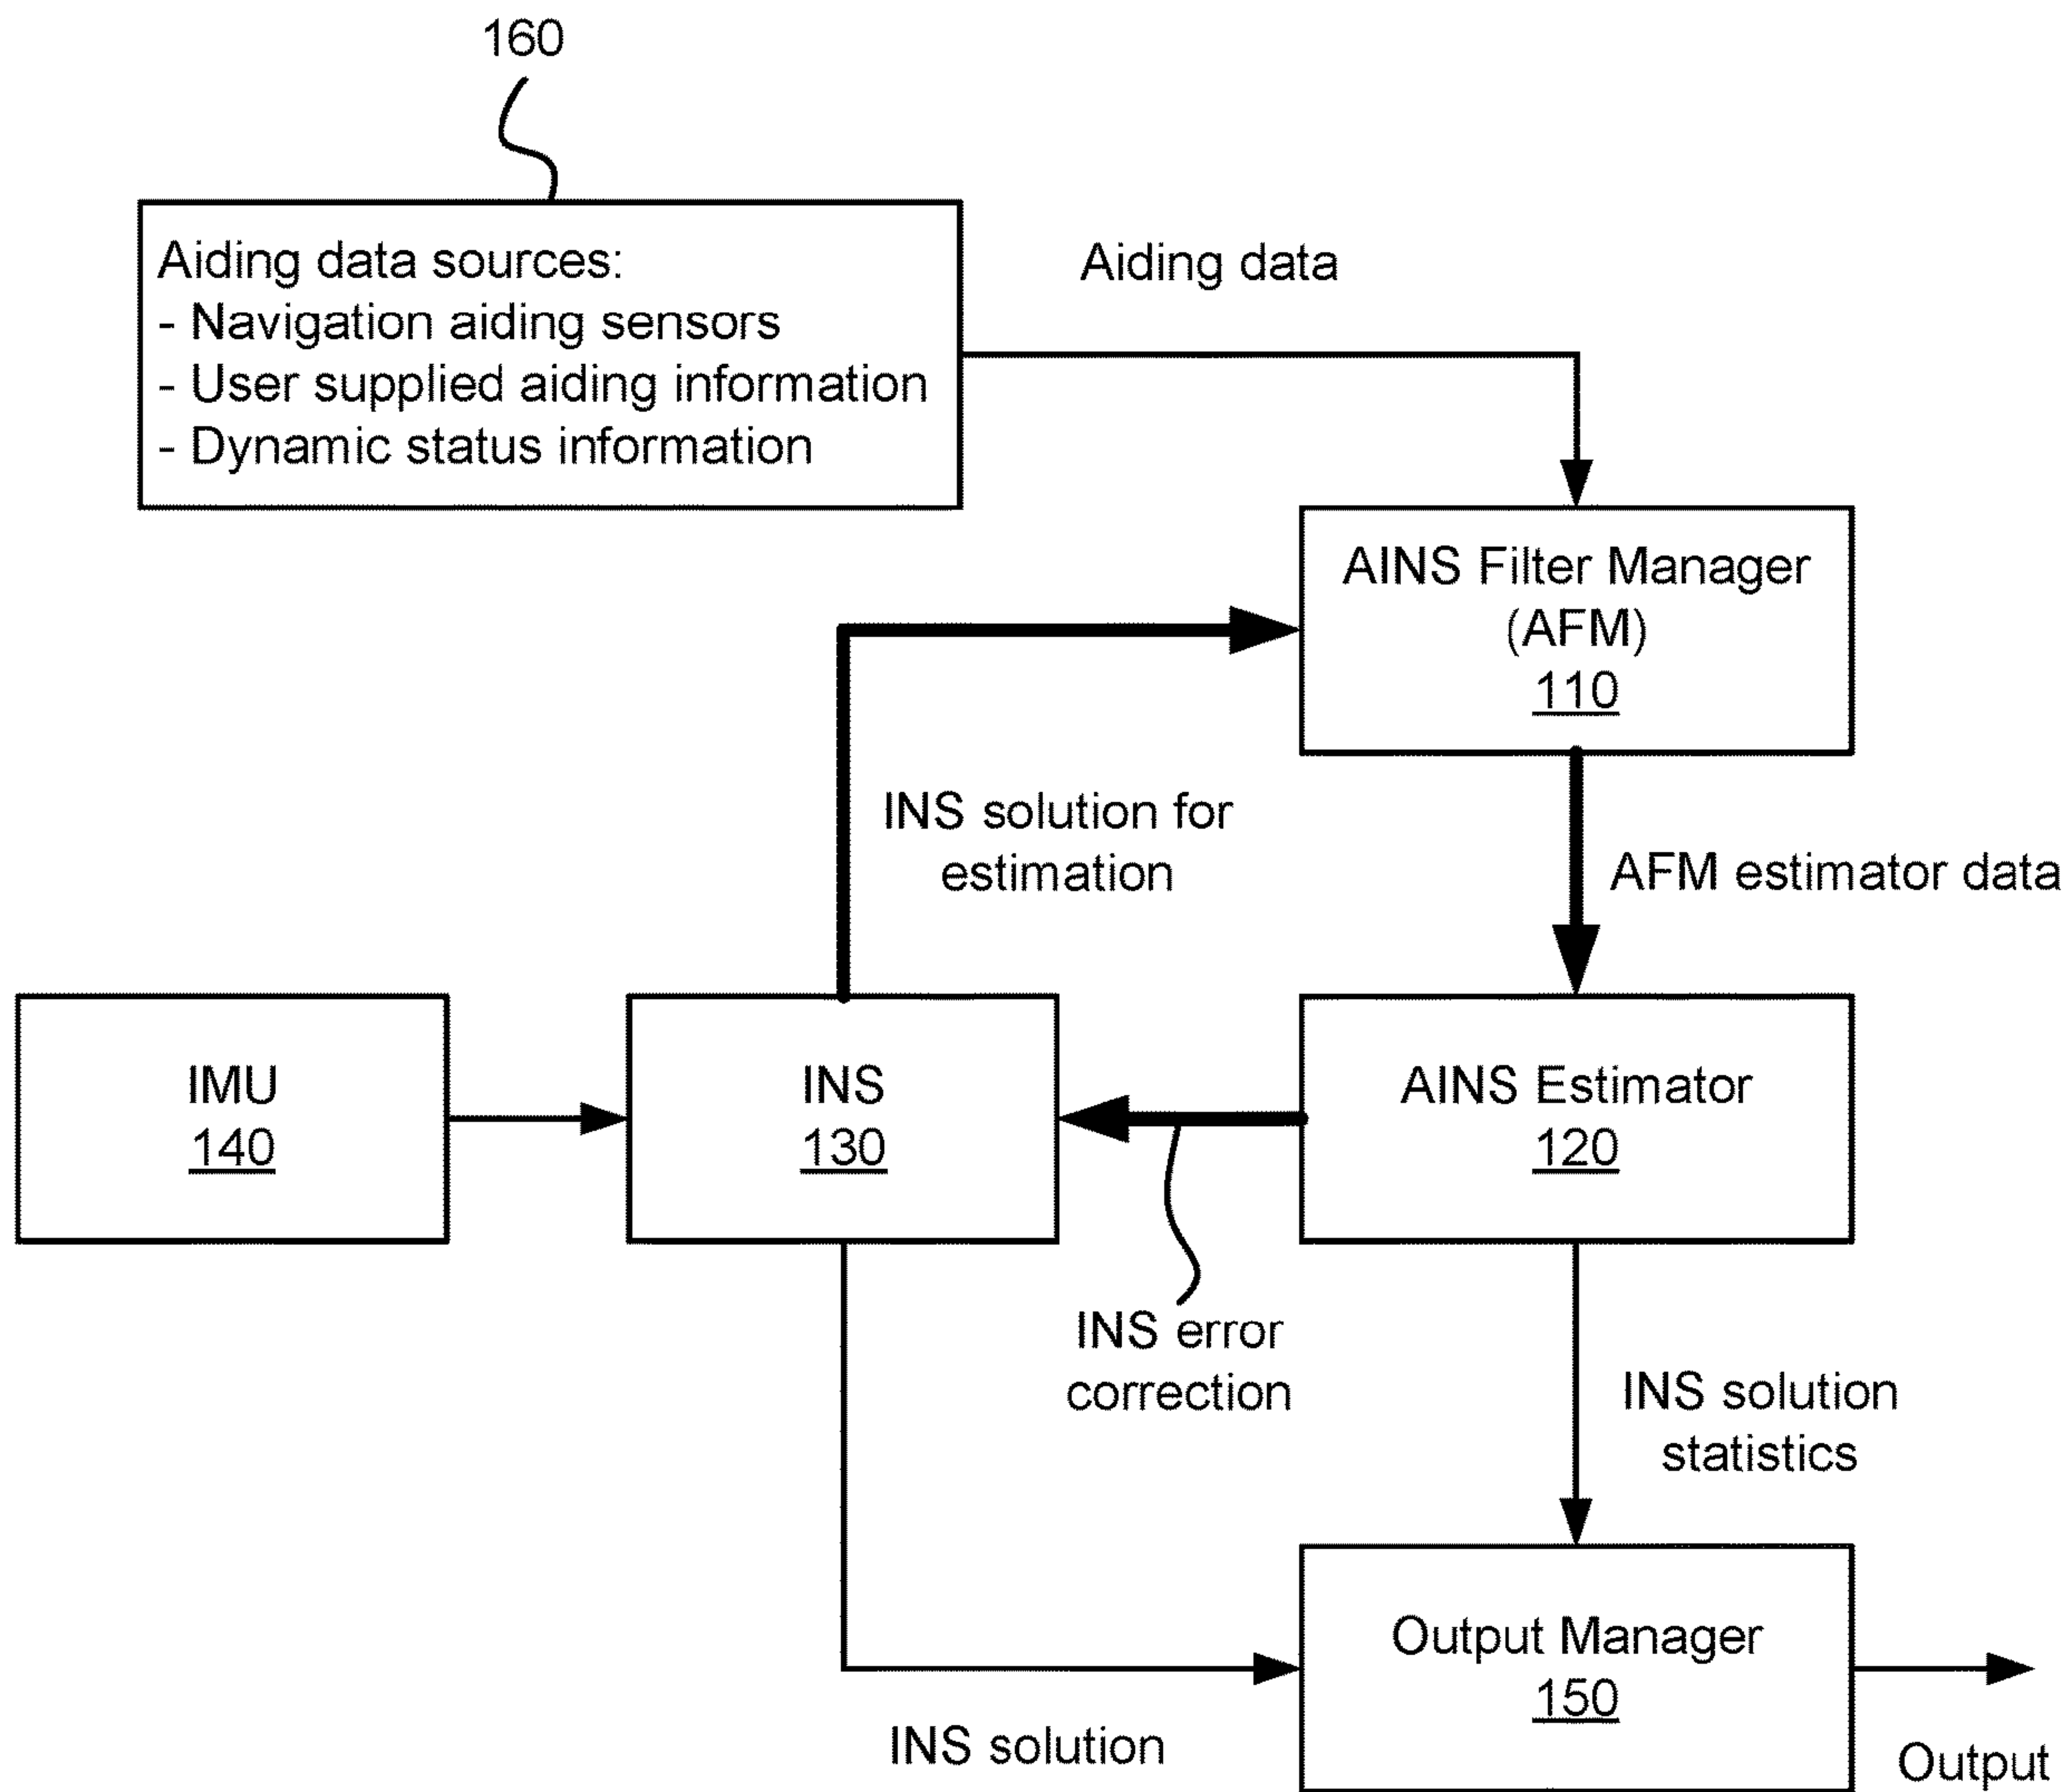 160
Aiding data sources:
- Navigation aiding sensors
- User supplied aiding information
- Dynamic status information
Aiding data
AINS Filter Manager
(AFM)
110
INS solution for
estimation
AFM estimator data
IMU
140
INS
130
AINS Estimator
120
INS error
correction
INS solution
statistics
Output Manager
150
INS solution
Output